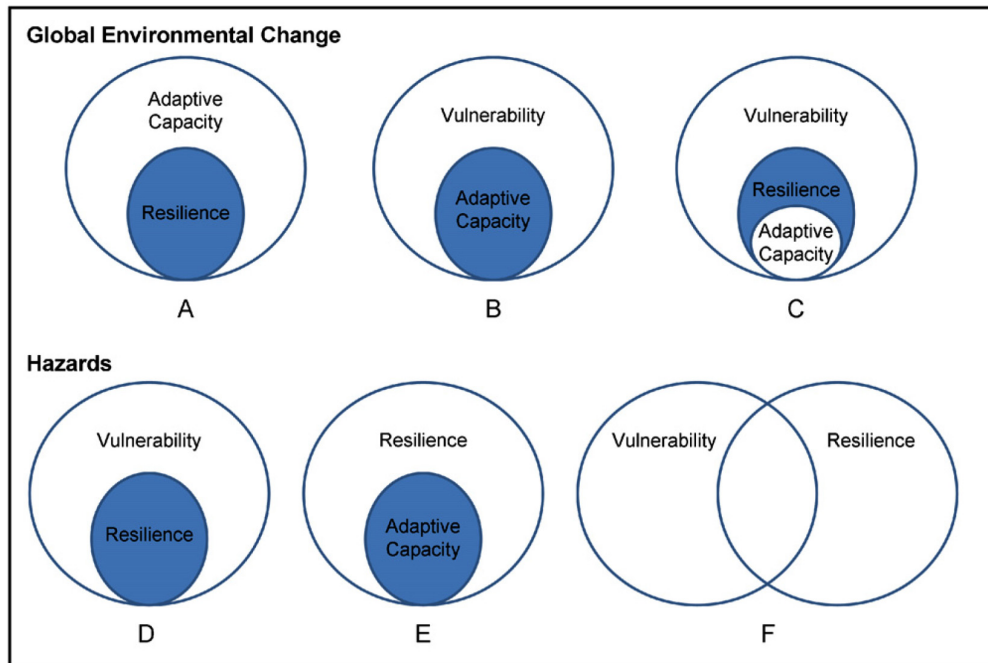 Global Environmental Change
Adaptive
Capacity
Resilience
A
Vulnerability
Adaptive
Capacity
B
Vulnerability
Resilience
Adaptive
Capacity
C
Hazards
Vulnerability
Resilience
D
Resilience
Adaptive
Capacity
E
Vulnerability
Resilience
F